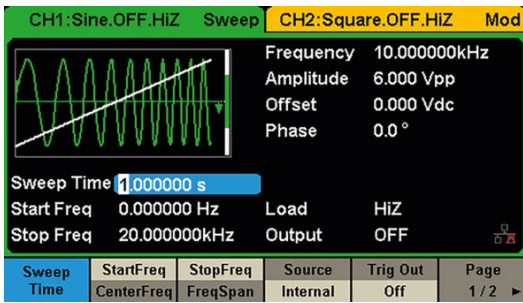 CH1:Sine.OFF.HiZ Sweep CH2:Square.OFF.HiZ Mod
Frequency 10.000000kHz
Amplitude 6.000 Vpp
Offset 0.000 Vdc
Phase 0.0 °
Sweep Time 1.000000 s
Start Freq 0.000000 Hz Load HiZ
Stop Freq 20.000000kHz Output OFF
Sweep StartFreq StopFreq Source Trig Out Page
Time CenterFreq FreqSpan Internal Off 1/2 ►